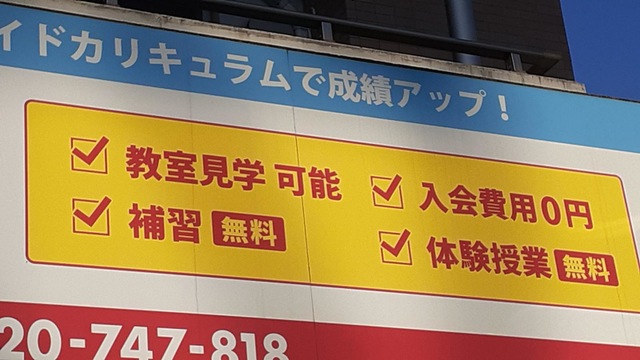 イドカリキュラムで成績アップ！
教室見学 可能
入会費用０円
補習 無料
体験授業 無料
20-747-818